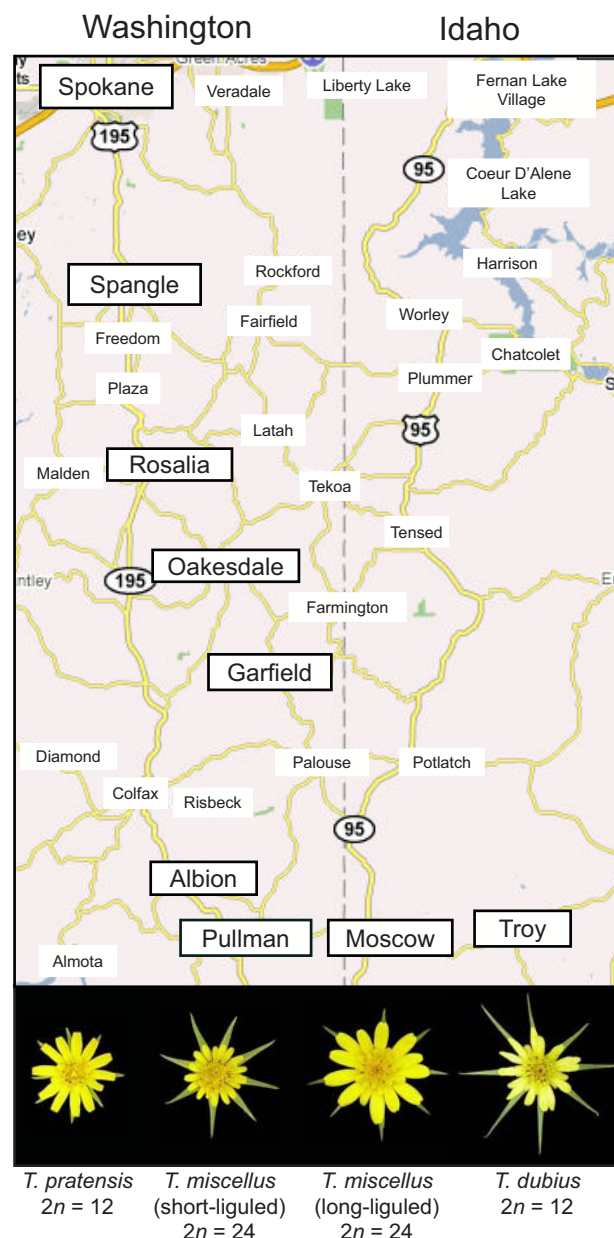 Washington Idaho
Green Acres
Spokane
Veradale
Liberty Lake
Fernan Lake
Village
195
95
Coeur D'Alene
Lake
Harrison
Spangle
Rockford
Freedom
Fairfield
Worley
Chatcolet
Plaza
Plummer
Latah
95
Rosalia
Malden
Tekoa
Tensed
Oakesdale
195
Farmington
Garfield
Diamond
Palouse
Potlatch
Colfax
Risbeck
95
Albion
Pullman
Moscow
Troy
Almota
T. pratensis T. miscellus T. miscellus T. dubius
2n = 12 (short-liguled) (long-liguled) 2n = 12
2n = 24 2n = 24